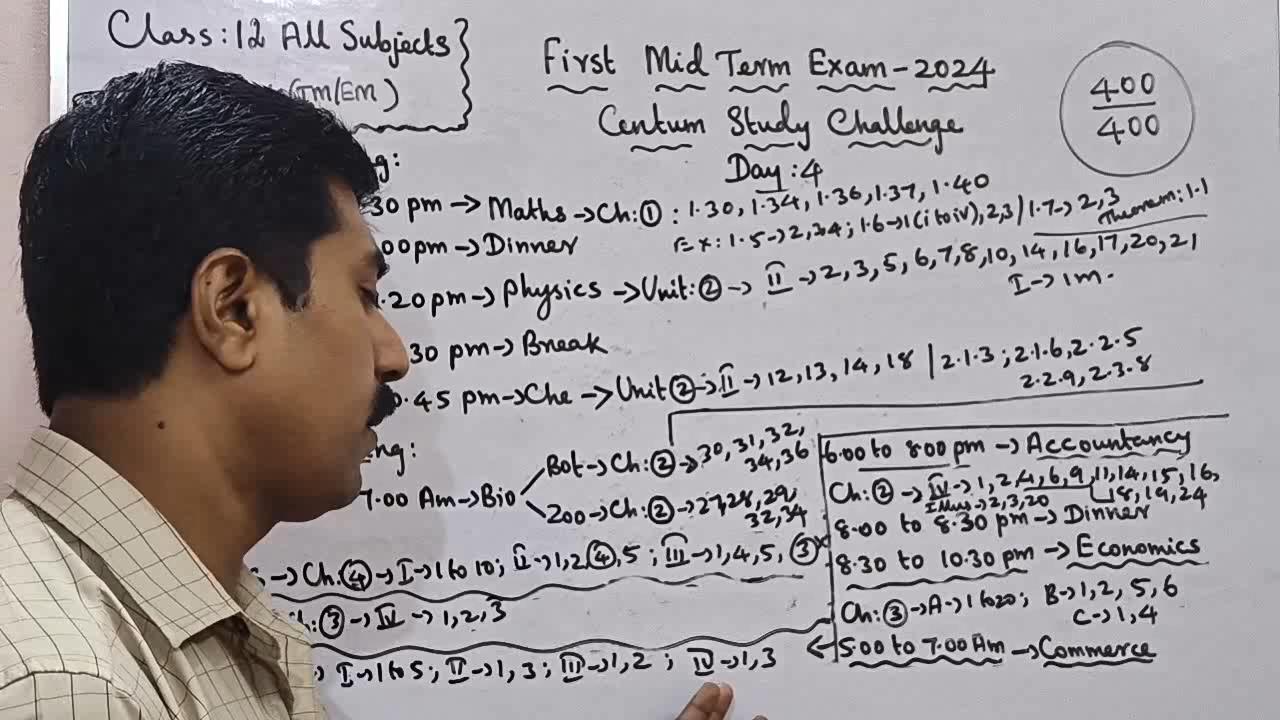 Class: 12 All Subjects
(TM/EM)
First Mid Term Exam - 2024
Centum Study Challenge
Day: 4
400
400
g:
30 pm → Maths → Ch: ① : 1.30, 1.34, 1.36, 1.37, 1.40
Ex: 1.5 → 2, 3, 4; 1.6 → 1(i to iv), 2, 3 / 1.7 → 2, 3
Theorem: 1.1
00pm → Dinner
.20 pm → Physics → Unit: ② → II → 2, 3, 5, 6, 7, 8, 10, 14, 16, 17, 20, 21
I → 1m.
30 pm → Break
0.45 pm → Che → Unit ② → II → 12, 13, 14, 18 | 2.1.3; 2.1.6, 2.2.5
2.2.9, 2.3.8
ng:
7.00 Am → Bio
Bot → Ch: ② → 30, 31, 32,
34, 36
Zoo → Ch: ② → 27, 28, 29,
32, 34
→ Ch: ④ → I → 1 to 10; II → 1, 2, ④, 5; III → 1, 4, 5, ③
h: ③ → IV → 1, 2, 3
I → 1 to 5; II → 1, 3; III → 1, 2; IV → 1, 3
6.00 to 8.00 pm → Accountancy
Ch: ② → IV → 1, 2, 4, 6, 9, 11, 14, 15, 16,
18, 19, 24
→ 2, 3, 20
8.00 to 8.30 pm → Dinner
8.30 to 10.30 pm → Economics
Ch: ③ → A → 1 to 20; B → 1, 2, 5, 6
C → 1, 4
← 5.00 to 7.00 Am → Commerce